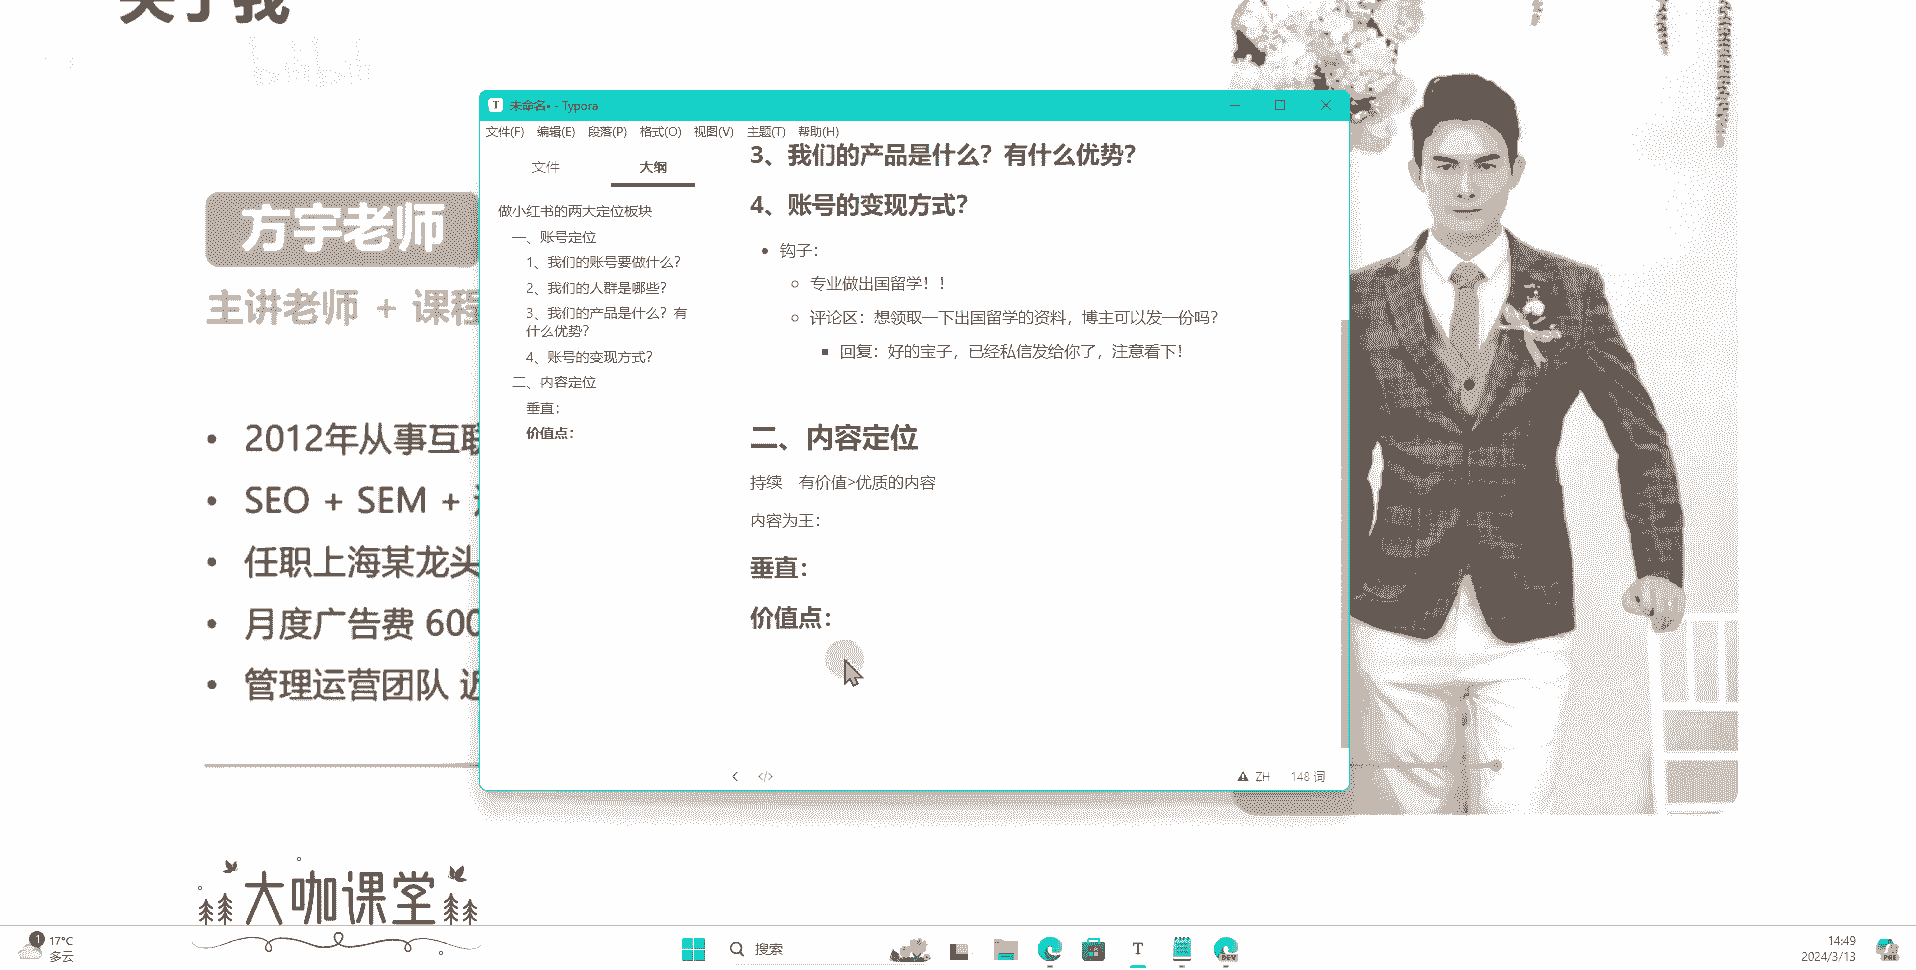 关于我
bilibili
方宇老师
主讲老师 + 课程
2012年从事互联
SEO + SEM +
任职上海某龙头
月度广告费 600
管理运营团队 近
大咖课堂
未命名• - Typora
文件(F) 编辑(E) 段落(P) 格式(O) 视图(V) 主题(T) 帮助(H)
文件 大纲
做小红书的两大定位板块
一、账号定位
1、我们的账号要做什么？
2、我们的人群是哪些？
3、我们的产品是什么？有
什么优势？
4、账号的变现方式？
二、内容定位
垂直：
价值点：
3、我们的产品是什么？有什么优势？
4、账号的变现方式？
钩子：
专业做出国留学！！
评论区：想领取一下出国留学的资料，博主可以发一份吗？
回复：好的宝子，已经私信发给你了，注意看下！
二、内容定位
持续 有价值>优质的内容
内容为王：
垂直：
价值点：
</> ZH 148 词
1 17°C
多云
搜索
T
DEV
14:49
2024/3/13
PRE